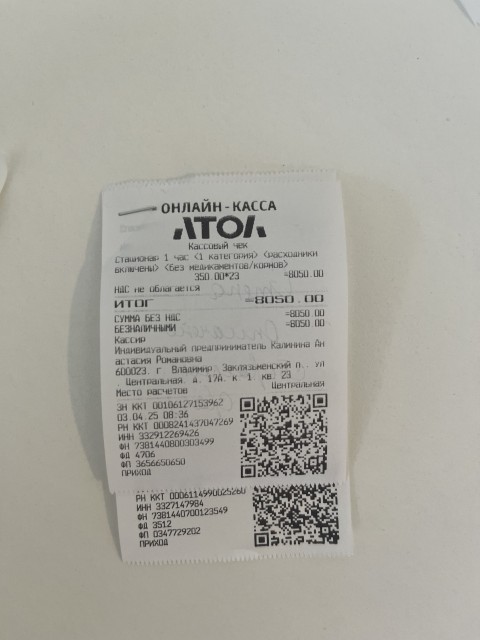 ОНЛАЙН-КАССА
АТОЛ
Кассовый чек
Стационар 1 час <1 категория> <расходники
включены> <без медикаментов/кормов>
350.00*23 =8050.00
НДС не облагается
ИТОГ =8050.00
СУММА БЕЗ НДС =8050.00
БЕЗНАЛИЧНЫМИ =8050.00
Кассир
Индивидуальный предприниматель Калинина Ан
астасия Романовна
600023, г Владимир, Заклязьменский п., ул
. Центральная, д. 17А, к 1, кв. 23
Место расчетов Центральная
ЗН ККТ 00106127153962
03.04.25 08:36
РН ККТ 0008241437047269
ИНН 332912269426
ФН 7381440800303499
ФД 4706
ФП 3656650650
ПРИХОД
РН ККТ 0006114990025260
ИНН 3327147984
ФН 7381440700123549
ФД 3512
ФП 0347729202
ПРИХОД